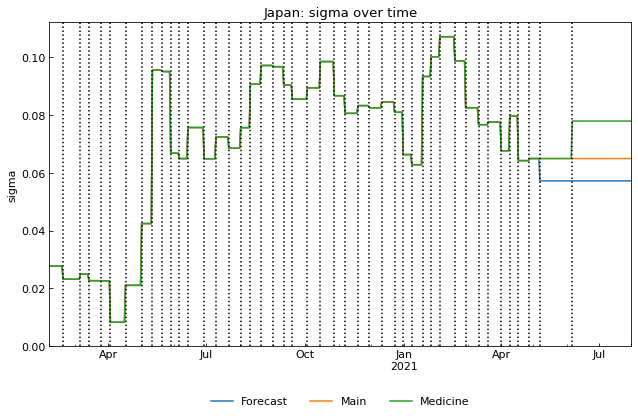 Japan: sigma over time
0.10
0.08
0.06
0.04
0.02
0.00
sigma
Apr Jul Oct Jan Apr Jul
2021
Forecast Main Medicine